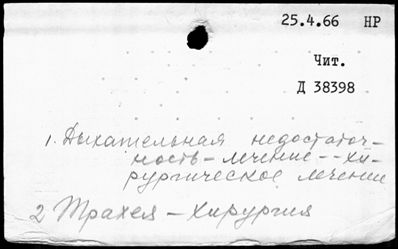 25.4.66 НР
Чит.
Д 38398
1. Дыхательная недостаточ-
ность – лечение -- хи-
рургическое лечение
2 Трахея – хирургия